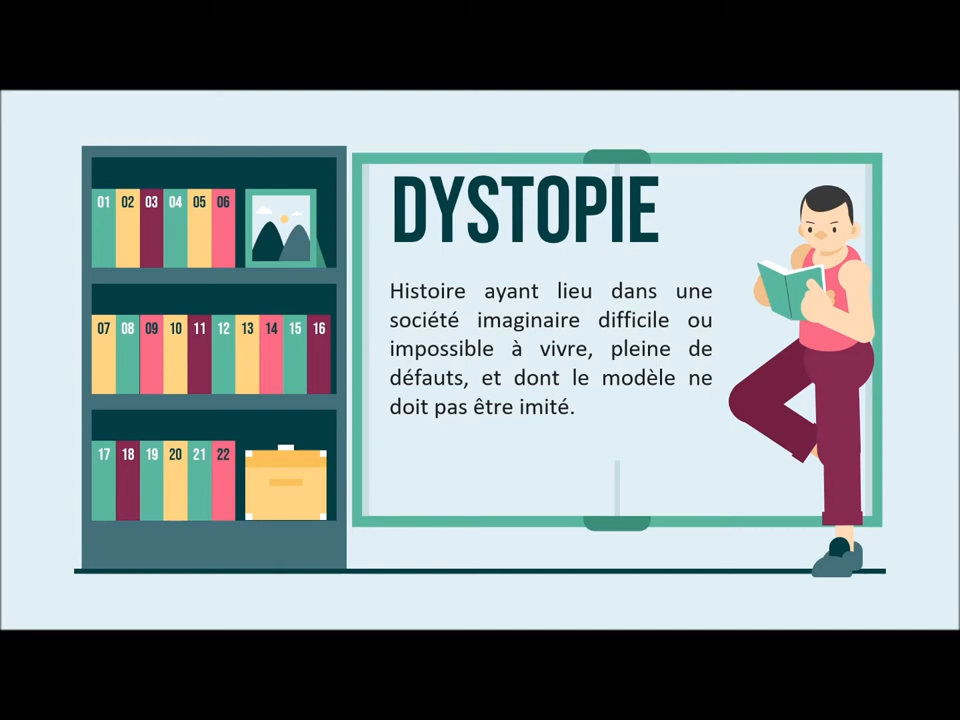 01 02 03 04 05 06
07 08 09 10 11 12 13 14 15 16
17 18 19 20 21 22
DYSTOPIE
Histoire ayant lieu dans une
société imaginaire difficile ou
impossible à vivre, pleine de
défauts, et dont le modèle ne
doit pas être imité.